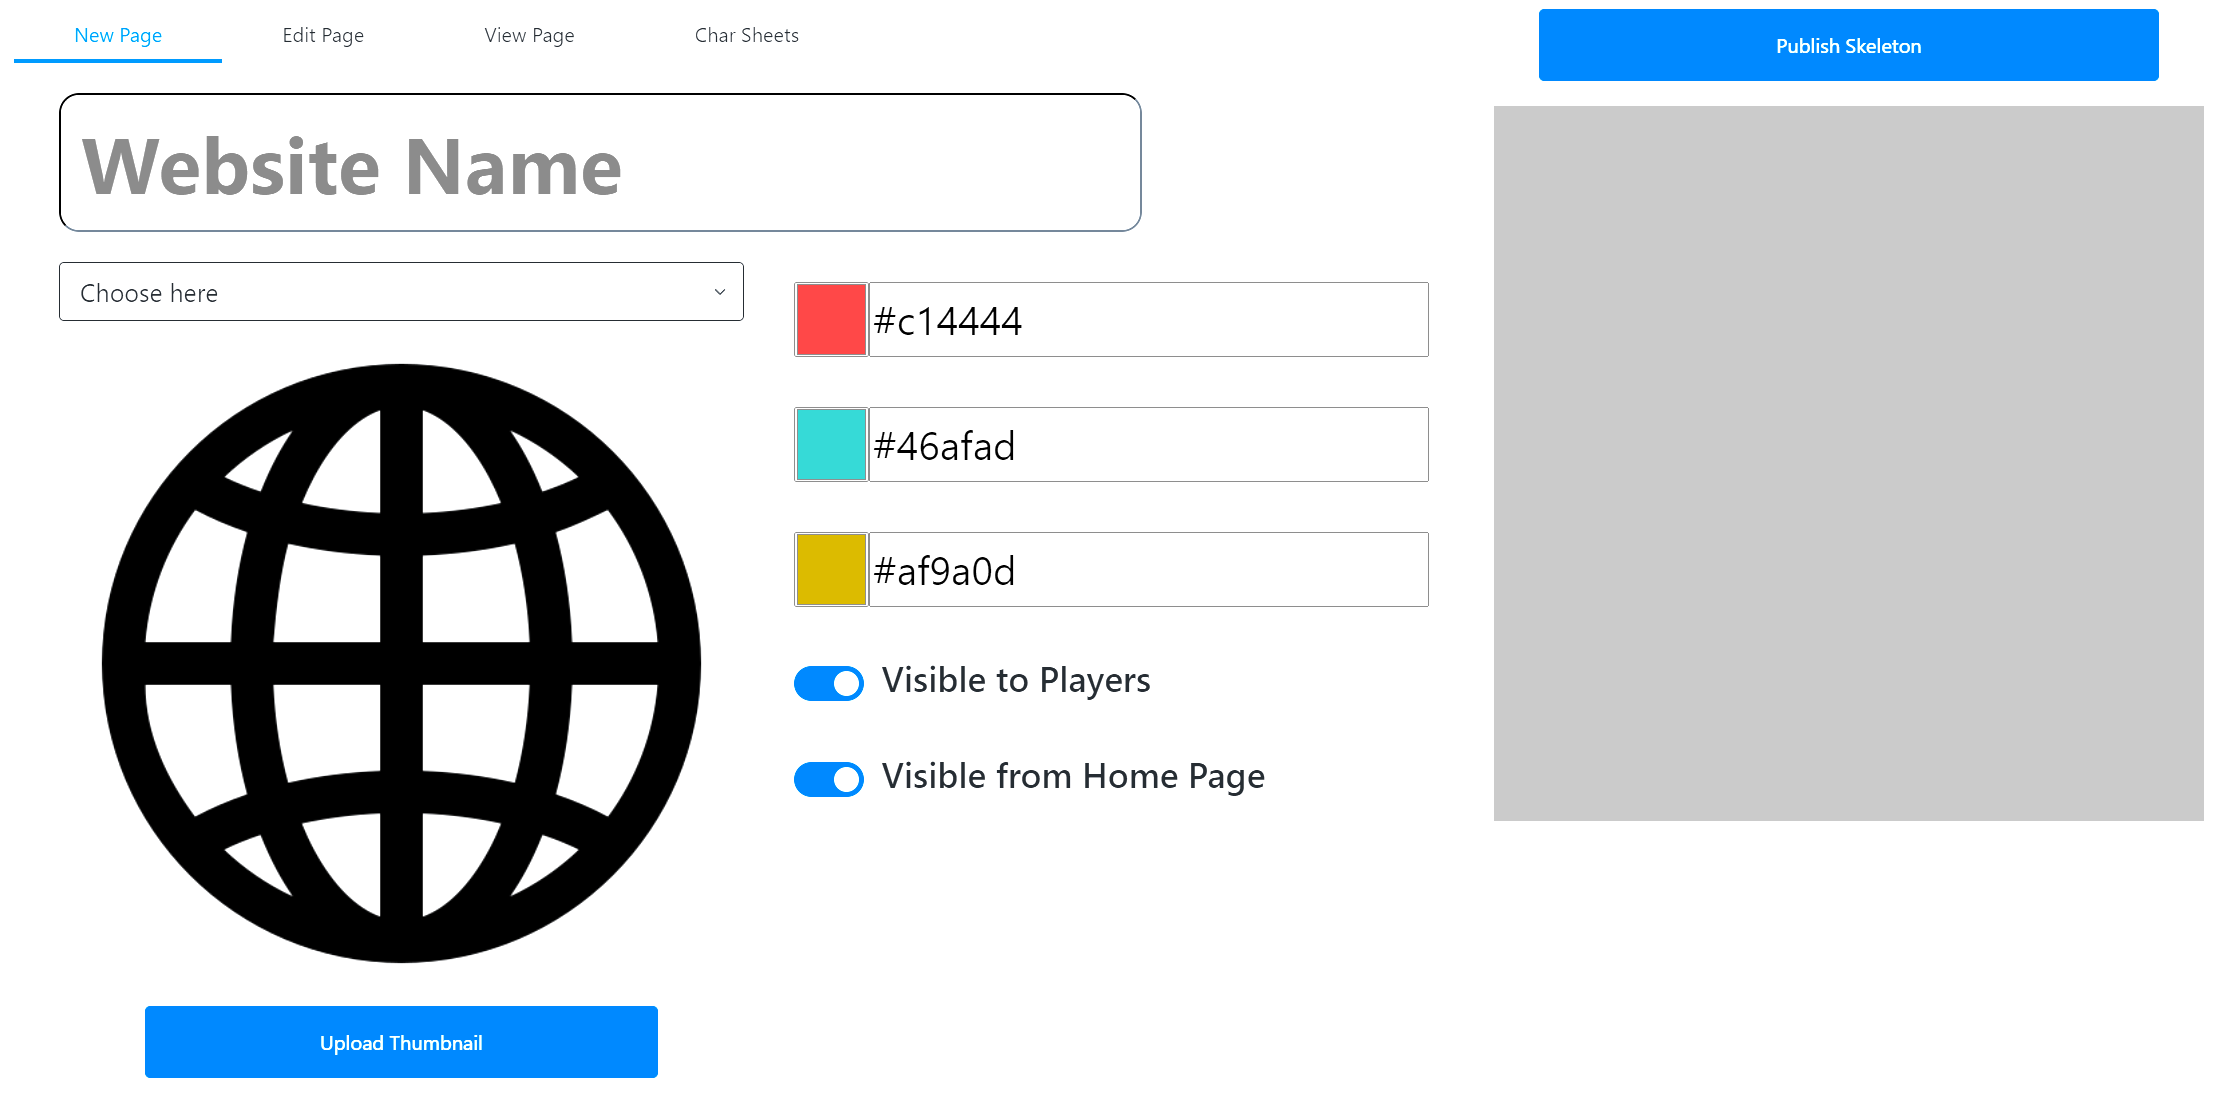 New Page
Edit Page
View Page
Char Sheets
Publish Skeleton
Website Name
Choose here
#c14444
#46afad
#af9a0d
Visible to Players
Visible from Home Page
Upload Thumbnail